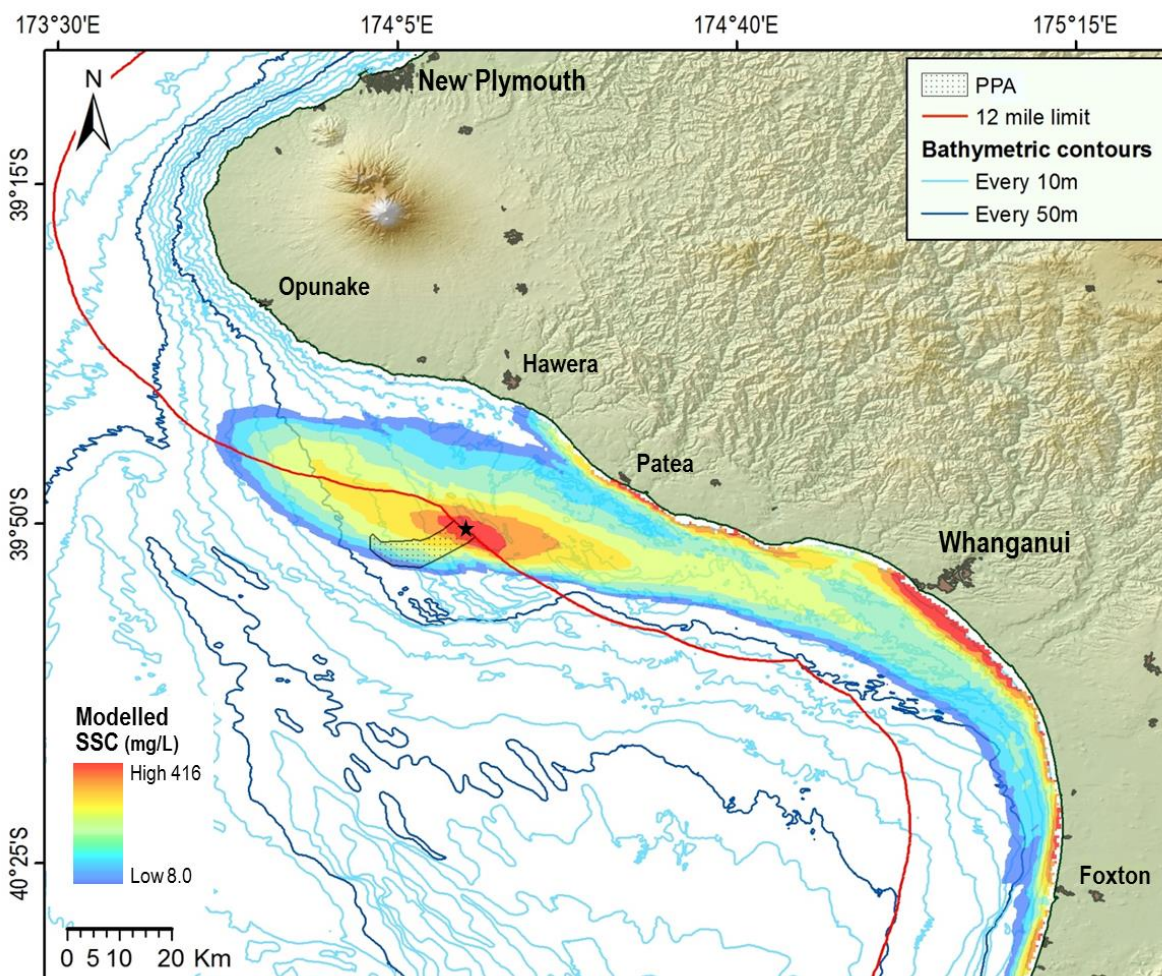 173°30'E
174°5'E
174°40'E
175°15'E
N
New Plymouth
PPA
12 mile limit
Bathymetric contours
Every 10m
Every 50m
39°15'S
Opunake
Hawera
Patea
39°50'S
Whanganui
Modelled
SSC (mg/L)
High 416
Low 8.0
40°25'S
Foxton
0 5 10 20 Km